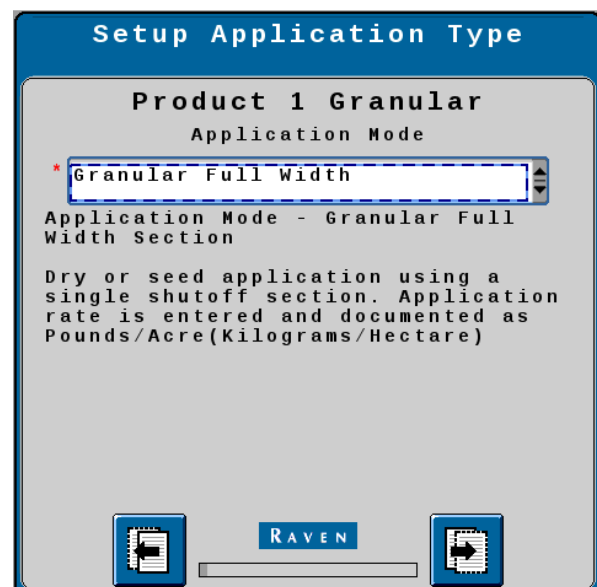 Setup Application Type
Product 1 Granular
Application Mode
* Granular Full Width
Application Mode - Granular Full
Width Section
Dry or seed application using a
single shutoff section. Application
rate is entered and documented as
Pounds/Acre(Kilograms/Hectare)
RAVEN